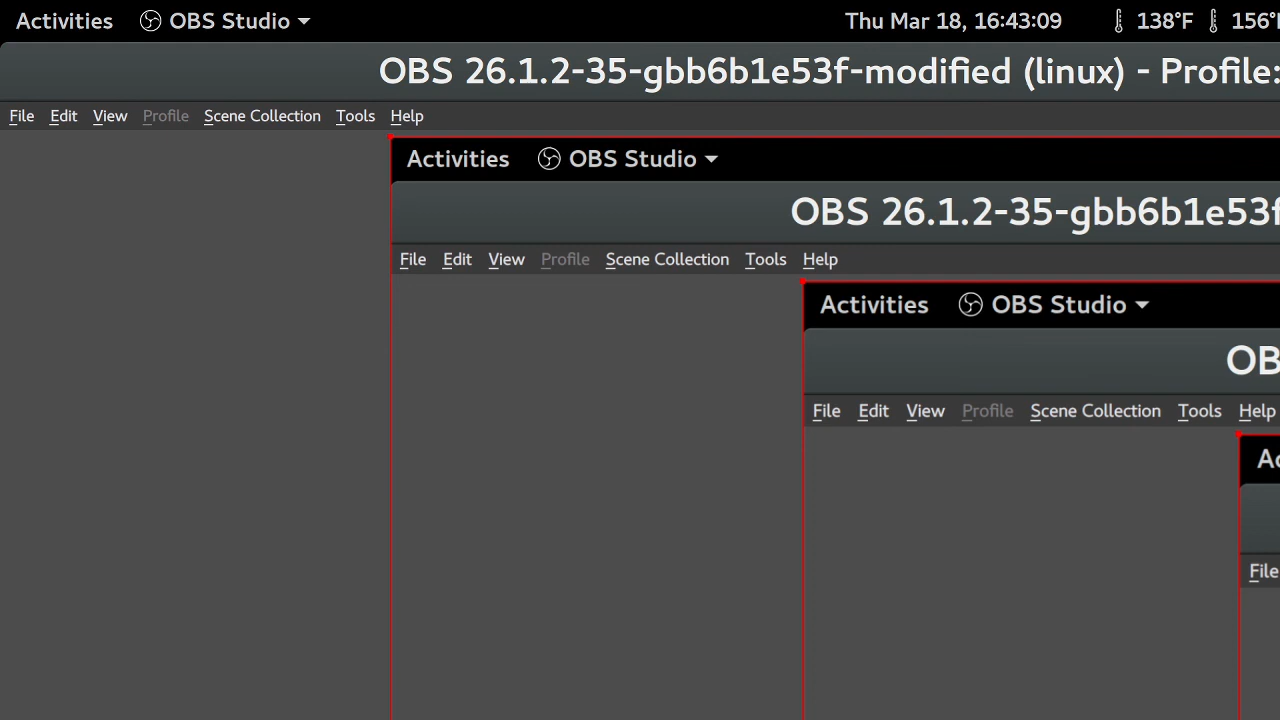 Activities OBS Studio Thu Mar 18, 16:43:09 138°F 156°F
OBS 26.1.2-35-gbb6b1e53f-modified (linux) - Profile:
File Edit View Profile Scene Collection Tools Help
Activities OBS Studio
OBS 26.1.2-35-gbb6b1e53f
File Edit View Profile Scene Collection Tools Help
Activities OBS Studio
OB
File Edit View Profile Scene Collection Tools Help
Ac
File